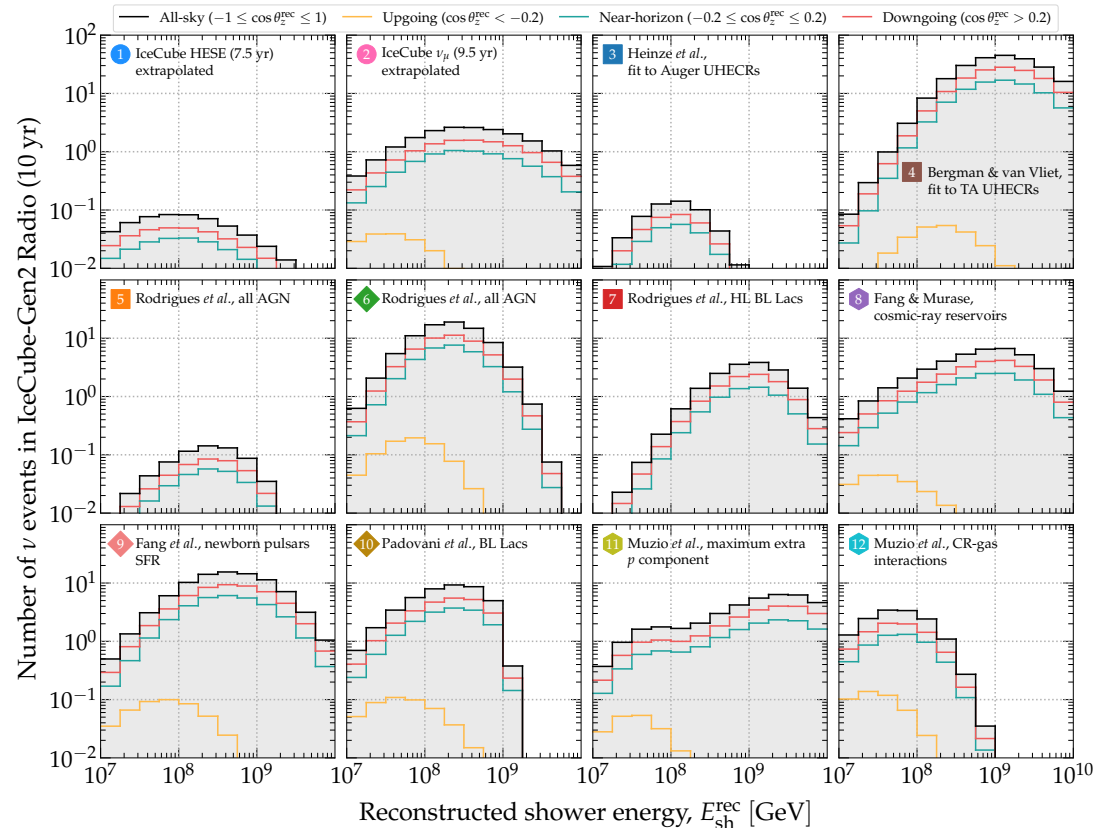 All-sky (−1 ≤ cos θ_z^rec ≤ 1) Upgoing (cos θ_z^rec < −0.2) Near-horizon (−0.2 ≤ cos θ_z^rec ≤ 0.2) Downgoing (cos θ_z^rec > 0.2)
Number of ν events in IceCube-Gen2 Radio (10 yr)
10^2
10^1
10^0
10^−1
10^−2
1 IceCube HESE (7.5 yr)
extrapolated
2 IceCube ν_μ (9.5 yr)
extrapolated
3 Heinze et al.,
fit to Auger UHECRs
4 Bergman & van Vliet,
fit to TA UHECRs
10^1
10^0
10^−1
10^−2
5 Rodrigues et al., all AGN
6 Rodrigues et al., all AGN
7 Rodrigues et al., HL BL Lacs
8 Fang & Murase,
cosmic-ray reservoirs
10^1
10^0
10^−1
10^−2
9 Fang et al., newborn pulsars
SFR
10 Padovani et al., BL Lacs
11 Muzio et al., maximum extra
p component
12 Muzio et al., CR-gas
interactions
10^7 10^8 10^9 10^7 10^8 10^9 10^7 10^8 10^9 10^7 10^8 10^9 10^10
Reconstructed shower energy, E_sh^rec [GeV]